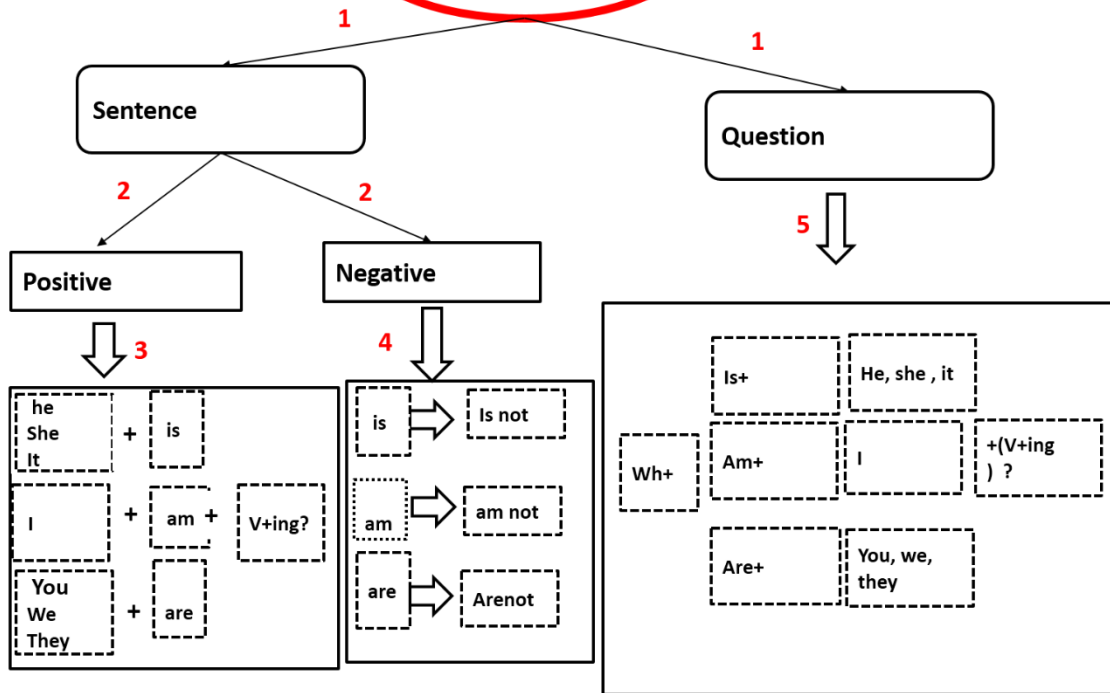 1
1
Sentence
Question
2
2
5
Positive
Negative
3
4
he
She
It
+
is
I
+
am
+
V+ing?
You
We
They
+
are
is
Is not
am
am not
are
Arenot
Wh+
Is+
He, she , it
Am+
I
+(V+ing
) ?
Are+
You, we,
they